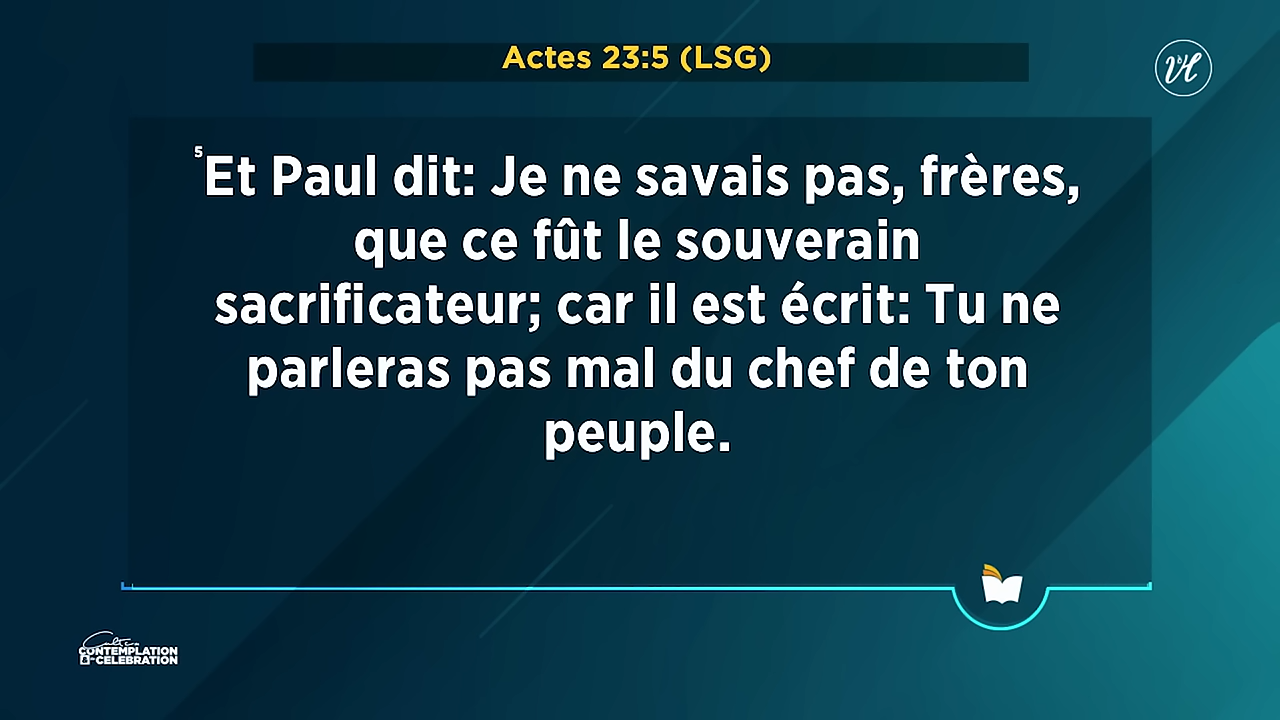 Actes 23:5 (LSG)
5Et Paul dit: Je ne savais pas, frères,
que ce fût le souverain
sacrificateur; car il est écrit: Tu ne
parleras pas mal du chef de ton
peuple.
CONTEMPLATION
CELEBRATION